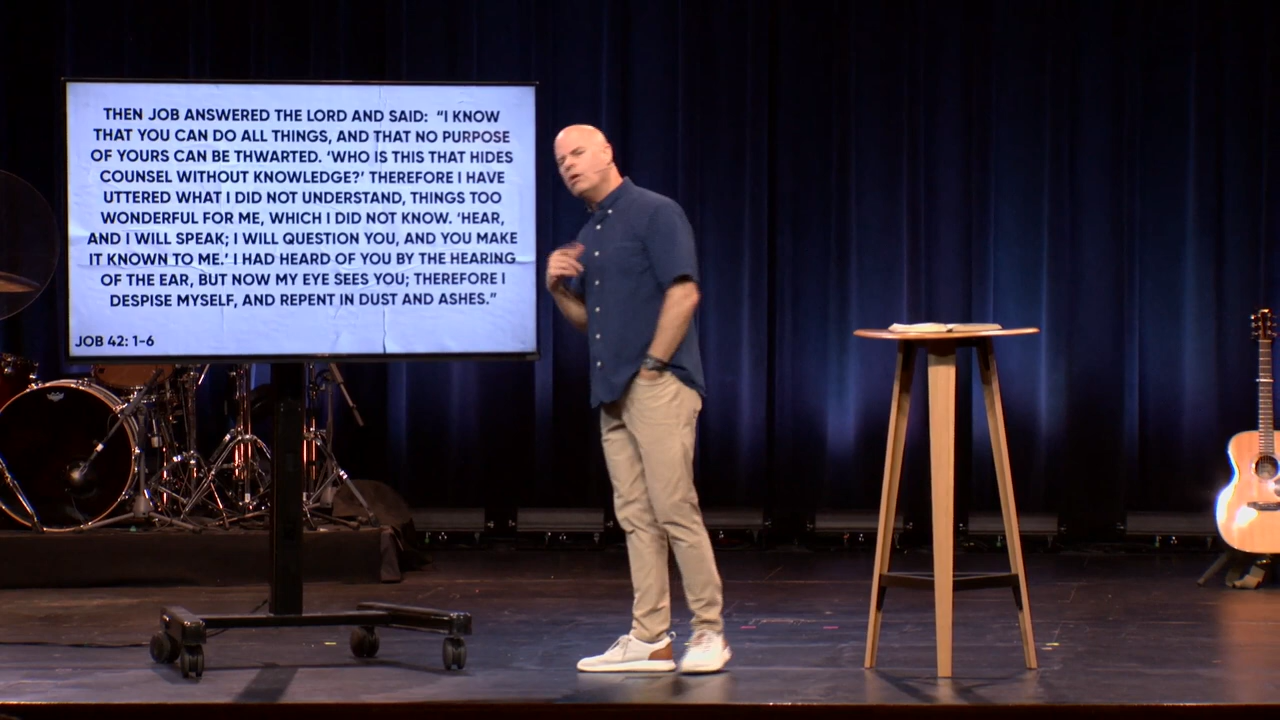 THEN JOB ANSWERED THE LORD AND SAID: “I KNOW
THAT YOU CAN DO ALL THINGS, AND THAT NO PURPOSE
OF YOURS CAN BE THWARTED. ‘WHO IS THIS THAT HIDES
COUNSEL WITHOUT KNOWLEDGE?’ THEREFORE I HAVE
UTTERED WHAT I DID NOT UNDERSTAND, THINGS TOO
WONDERFUL FOR ME, WHICH I DID NOT KNOW. ‘HEAR,
AND I WILL SPEAK; I WILL QUESTION YOU, AND YOU MAKE
IT KNOWN TO ME.’ I HAD HEARD OF YOU BY THE HEARING
OF THE EAR, BUT NOW MY EYE SEES YOU; THEREFORE I
DESPISE MYSELF, AND REPENT IN DUST AND ASHES.”
JOB 42: 1-6